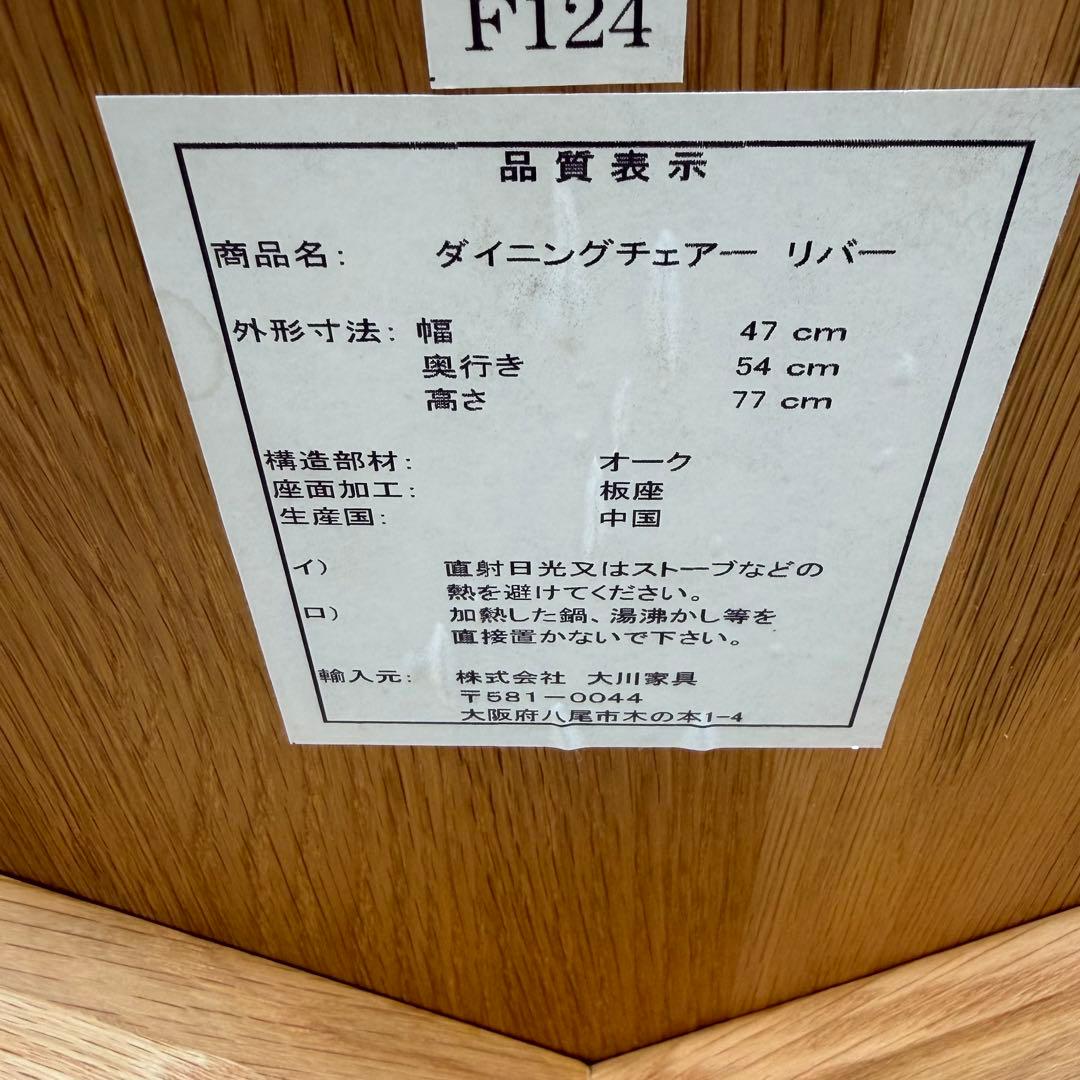 F124
品質表示
商品名: ダイニングチェアー リバー
外形寸法: 幅 47 cm
奥行き 54 cm
高さ 77 cm
構造部材: オーク
座面加工: 板座
生産国: 中国
イ) 直射日光又はストーブなどの
熱を避けてください。
ロ) 加熱した鍋、湯沸かし等を
直接置かないで下さい。
輸入元: 株式会社 大川家具
〒581-0044
大阪府八尾市木の本1-4